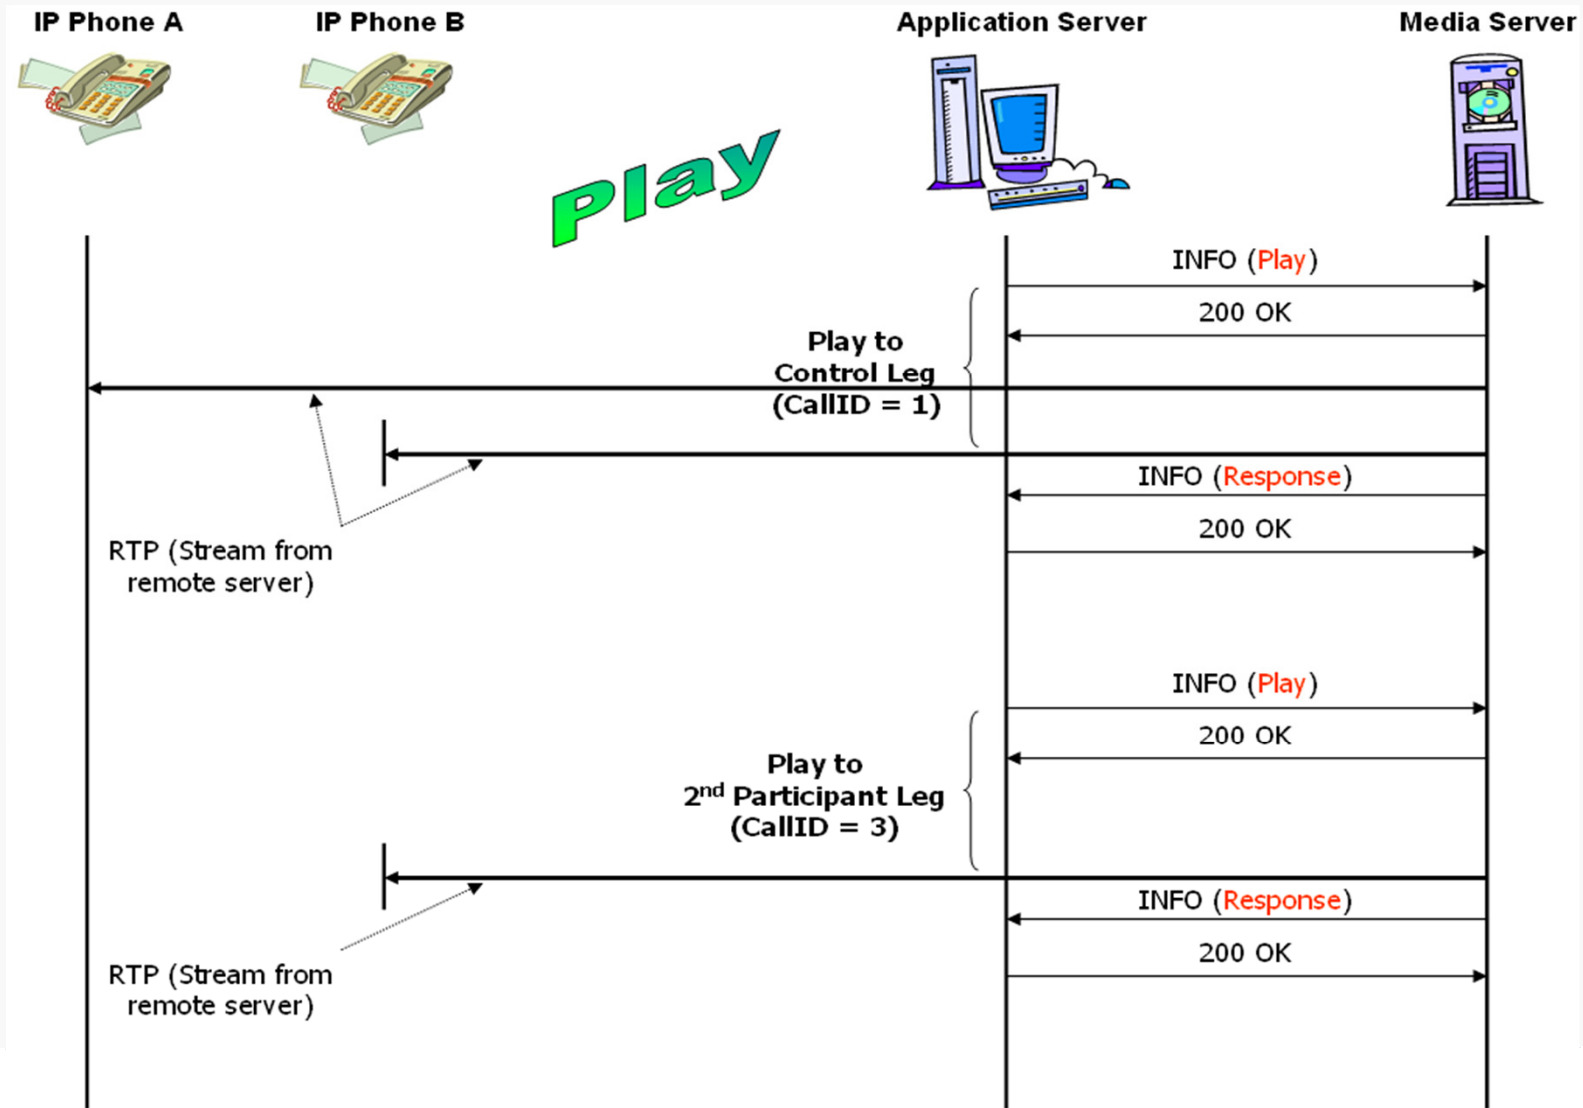 IP Phone A
IP Phone B
Application Server
Media Server
Play
INFO (Play)
200 OK
Play to
Control Leg
(CallID = 1)
INFO (Response)
200 OK
RTP (Stream from
remote server)
INFO (Play)
200 OK
Play to
2nd Participant Leg
(CallID = 3)
INFO (Response)
200 OK
RTP (Stream from
remote server)